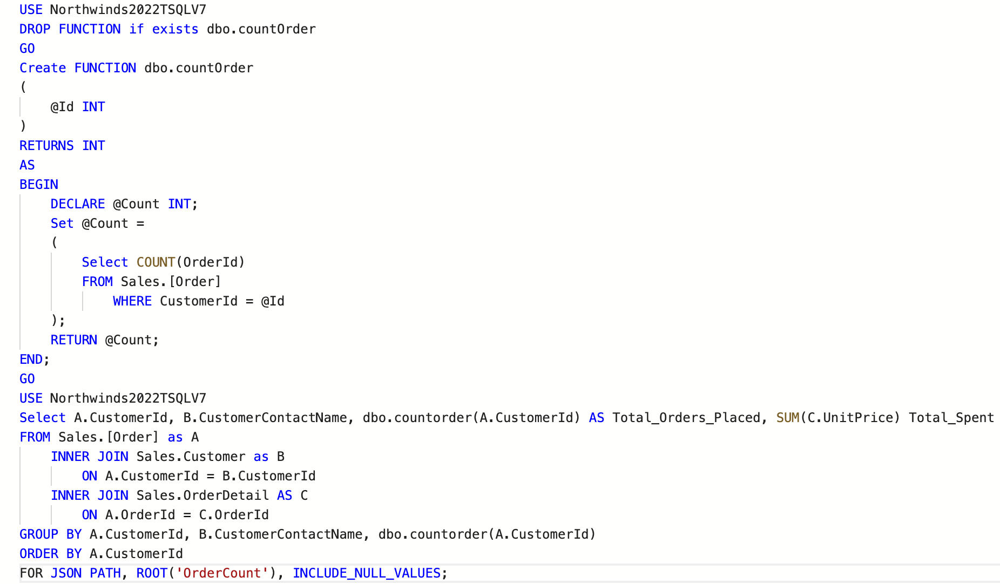 USE Northwinds2022TSQLV7
DROP FUNCTION if exists dbo.countOrder
GO
Create FUNCTION dbo.countOrder
(
    @Id INT
)
RETURNS INT
AS
BEGIN
    DECLARE @Count INT;
    Set @Count =
    (
        Select COUNT(OrderId)
        FROM Sales.[Order]
            WHERE CustomerId = @Id
    );
    RETURN @Count;
END;
GO
USE Northwinds2022TSQLV7
Select A.CustomerId, B.CustomerContactName, dbo.countorder(A.CustomerId) AS Total_Orders_Placed, SUM(C.UnitPrice) Total_Spent
FROM Sales.[Order] as A
    INNER JOIN Sales.Customer as B
        ON A.CustomerId = B.CustomerId
    INNER JOIN Sales.OrderDetail AS C
        ON A.OrderId = C.OrderId
GROUP BY A.CustomerId, B.CustomerContactName, dbo.countorder(A.CustomerId)
ORDER BY A.CustomerId
FOR JSON PATH, ROOT('OrderCount'), INCLUDE_NULL_VALUES;